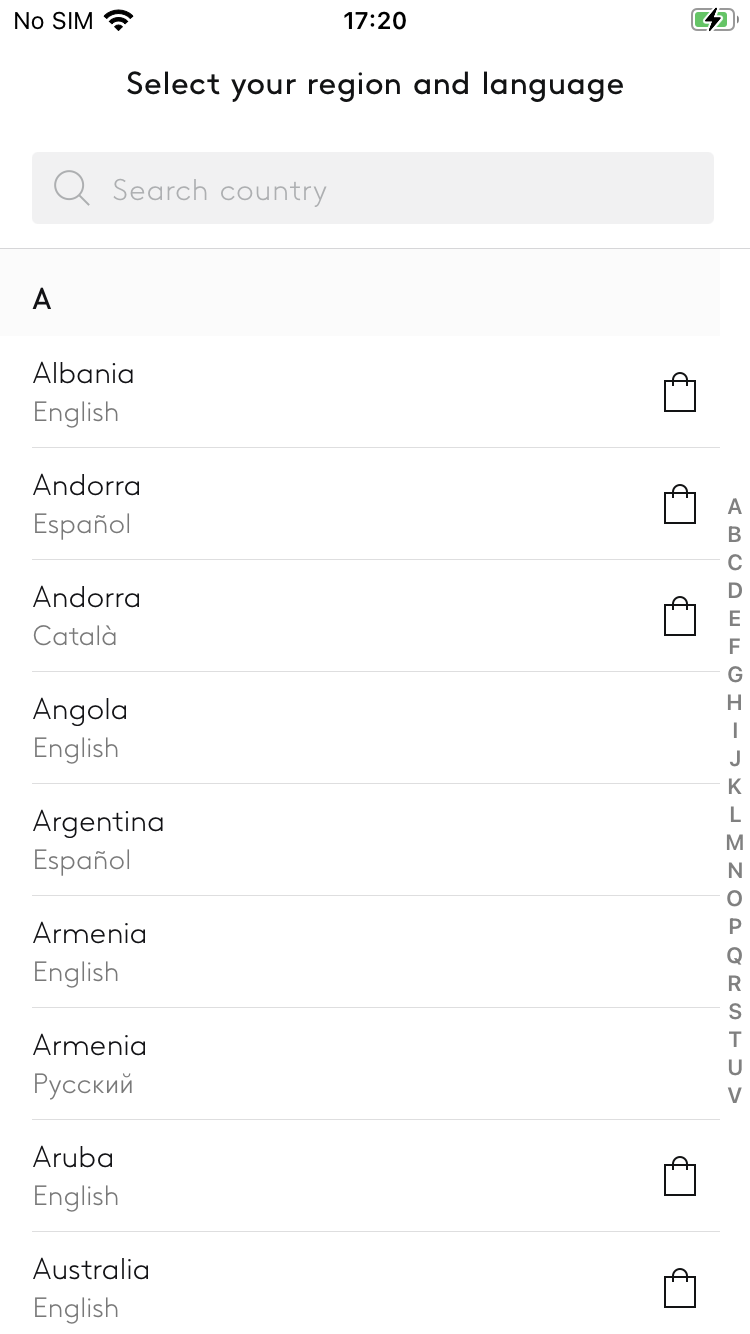 No SIM 17:20
Select your region and language
Search country
A
Albania
English
Andorra
Español
Andorra
Català
Angola
English
Argentina
Español
Armenia
English
Armenia
Русский
Aruba
English
Australia
English
A
B
C
D
E
F
G
H
I
J
K
L
M
N
O
P
Q
R
S
T
U
V